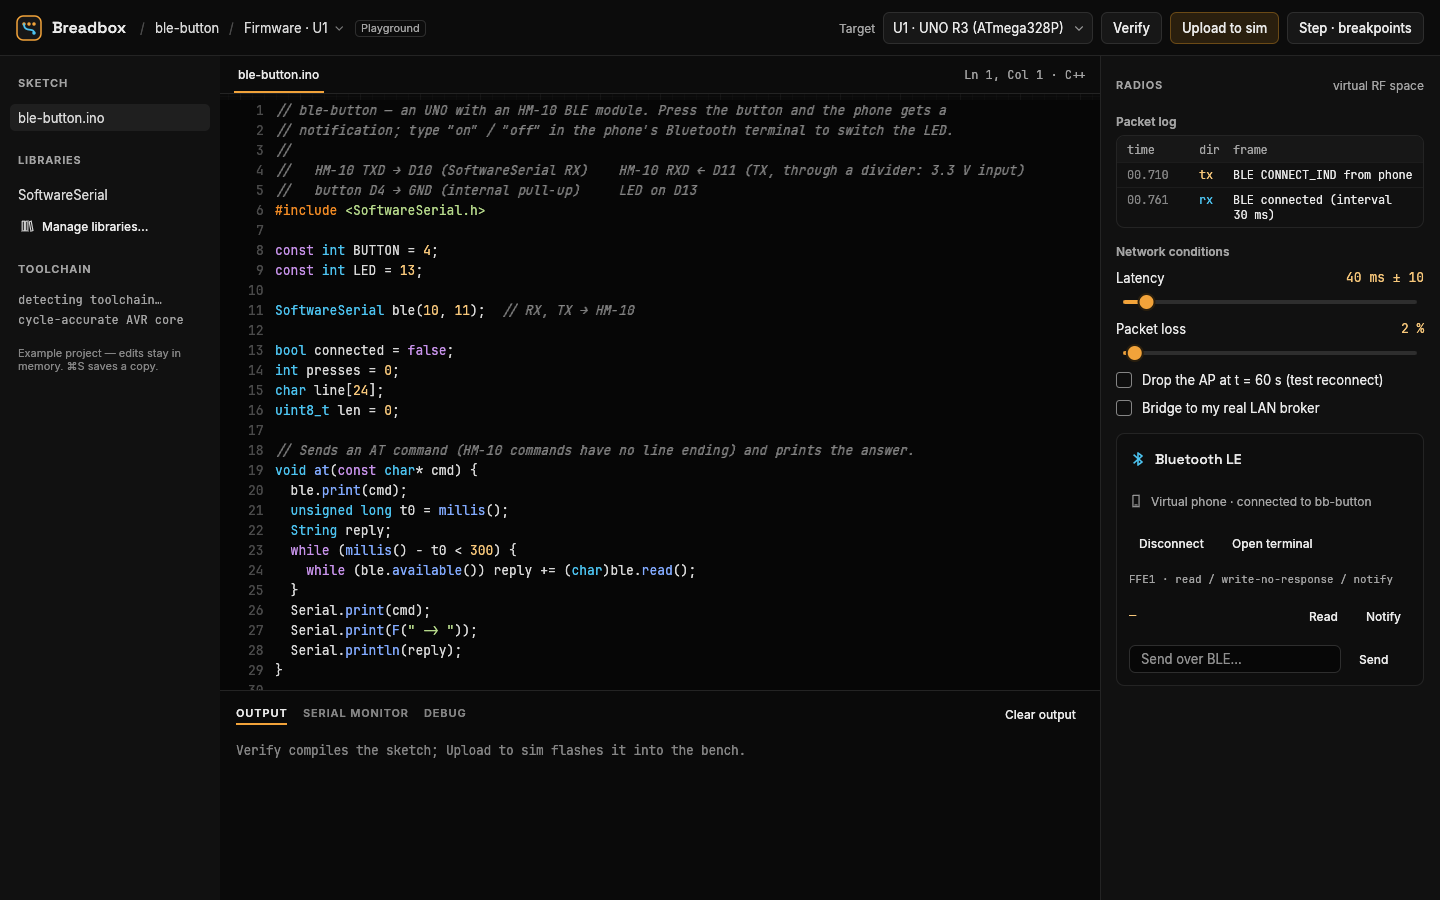 Breadbox / ble-button / Firmware · U1 Playground
Target U1 · UNO R3 (ATmega328P) Verify Upload to sim Step · breakpoints
SKETCH
ble-button.ino
LIBRARIES
SoftwareSerial
Manage libraries...
TOOLCHAIN
detecting toolchain…
cycle-accurate AVR core
Example project — edits stay in
memory. ⌘S saves a copy.
ble-button.ino
Ln 1, Col 1 · C++
1 // ble-button — an UNO with an HM-10 BLE module. Press the button and the phone gets a
2 // notification; type "on" / "off" in the phone's Bluetooth terminal to switch the LED.
3 //
4 //   HM-10 TXD → D10 (SoftwareSerial RX)    HM-10 RXD ← D11 (TX, through a divider: 3.3 V input)
5 //   button D4 → GND (internal pull-up)     LED on D13
6 #include <SoftwareSerial.h>
7
8 const int BUTTON = 4;
9 const int LED = 13;
10
11 SoftwareSerial ble(10, 11);  // RX, TX → HM-10
12
13 bool connected = false;
14 int presses = 0;
15 char line[24];
16 uint8_t len = 0;
17
18 // Sends an AT command (HM-10 commands have no line ending) and prints the answer.
19 void at(const char* cmd) {
20   ble.print(cmd);
21   unsigned long t0 = millis();
22   String reply;
23   while (millis() - t0 < 300) {
24     while (ble.available()) reply += (char)ble.read();
25   }
26   Serial.print(cmd);
27   Serial.print(F(" -> "));
28   Serial.println(reply);
29 }
30
OUTPUT SERIAL MONITOR DEBUG
Clear output
Verify compiles the sketch; Upload to sim flashes it into the bench.
RADIOS virtual RF space
Packet log
time dir frame
00.710 tx BLE CONNECT_IND from phone
00.761 rx BLE connected (interval
30 ms)
Network conditions
Latency 40 ms ± 10
Packet loss 2 %
Drop the AP at t = 60 s (test reconnect)
Bridge to my real LAN broker
Bluetooth LE
Virtual phone · connected to bb-button
Disconnect Open terminal
FFE1 · read / write-no-response / notify
— Read Notify
Send over BLE... Send